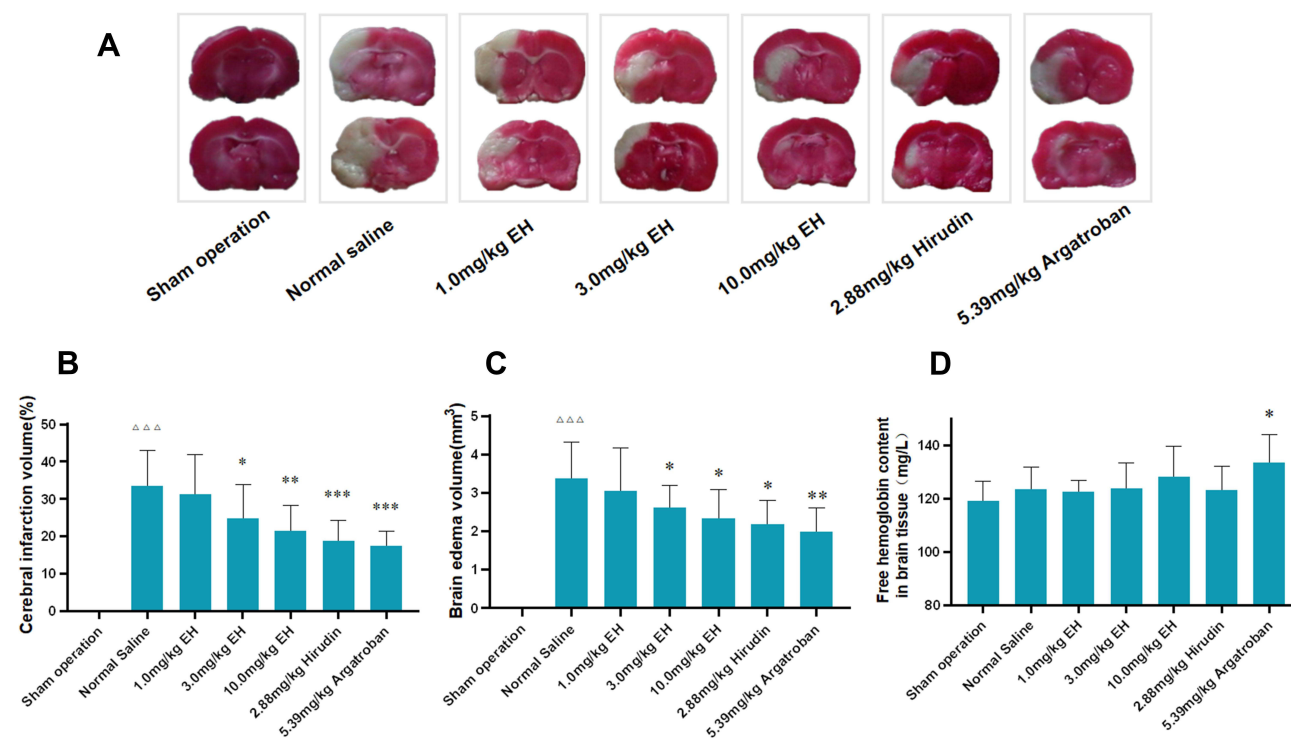 A
Sham operation
Normal saline
1.0mg/kg EH
3.0mg/kg EH
10.0mg/kg EH
2.88mg/kg Hirudin
5.39mg/kg Argatroban
B
Cerebral infarction volume(%)
50
40
30
20
10
0
△△△
*
**
***
***
Sham operation
Normal Saline
1.0mg/kg EH
3.0mg/kg EH
10.0mg/kg EH
2.88mg/kg Hirudin
5.39mg/kg Argatroban
C
Brain edema volume(mm³)
5
4
3
2
1
0
△△△
*
*
*
**
Sham operation
Normal Saline
1.0mg/kg EH
3.0mg/kg EH
10.0mg/kg EH
2.88mg/kg Hirudin
5.39mg/kg Argatroban
D
Free hemoglobin content
in brain tissue（mg/L）
140
120
100
80
*
Sham operation
Normal Saline
1.0mg/kg EH
3.0mg/kg EH
10.0mg/kg EH
2.88mg/kg Hirudin
5.39mg/kg Argatroban